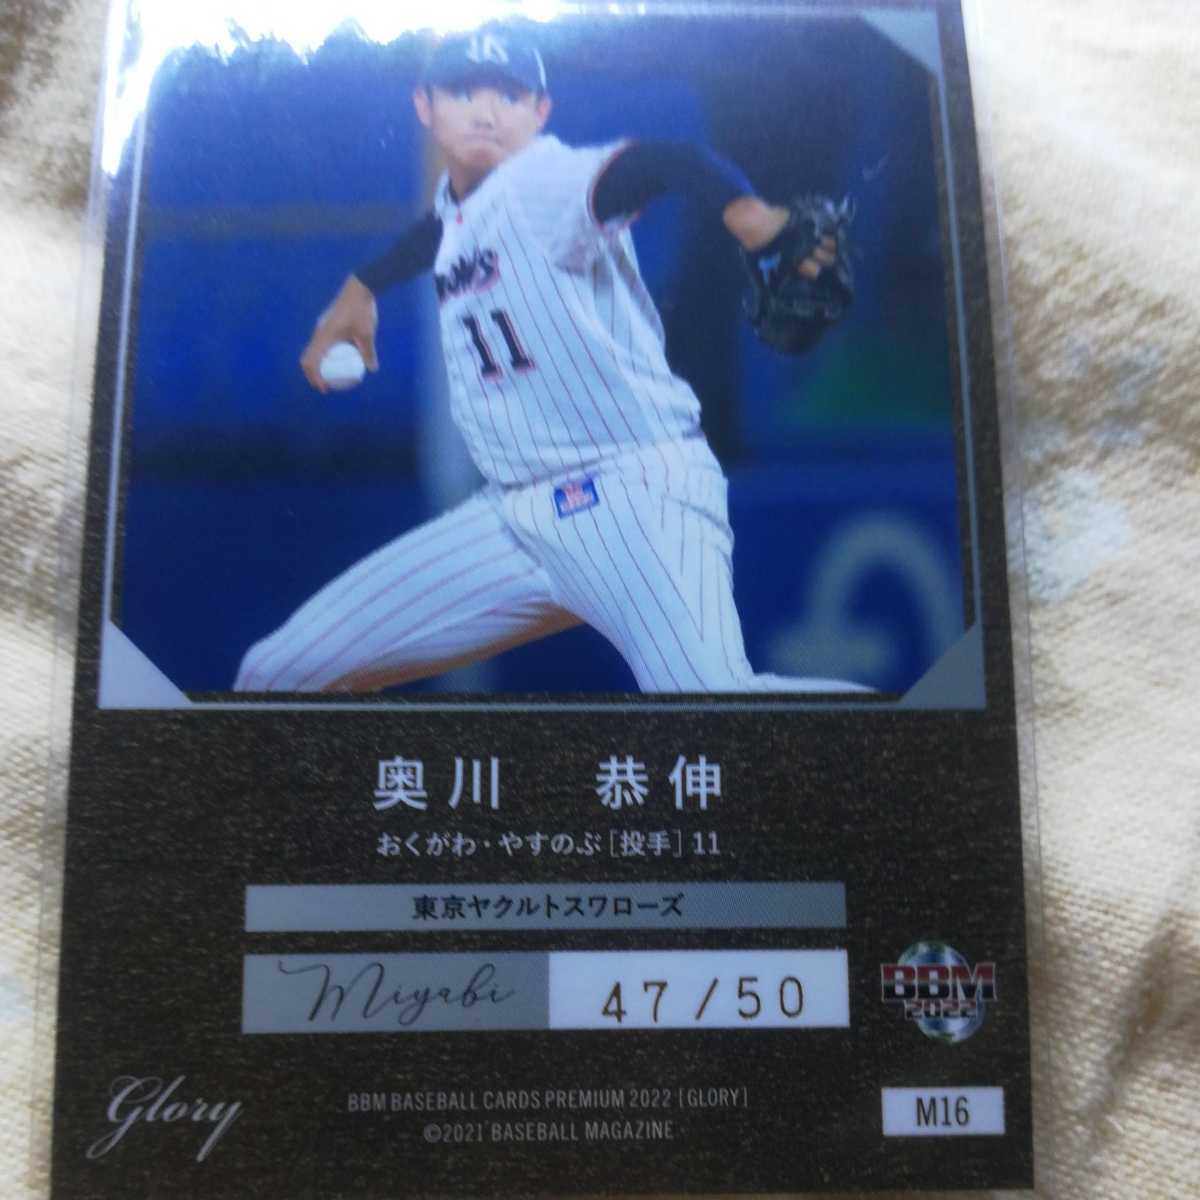 11
奥川 恭伸
おくがわ・やすのぶ[投手]11
東京ヤクルトスワローズ
Miyabi 47/50
BBM
2022
Glory
BBM BASEBALL CARDS PREMIUM 2022 [GLORY]
©2021 BASEBALL MAGAZINE
M16